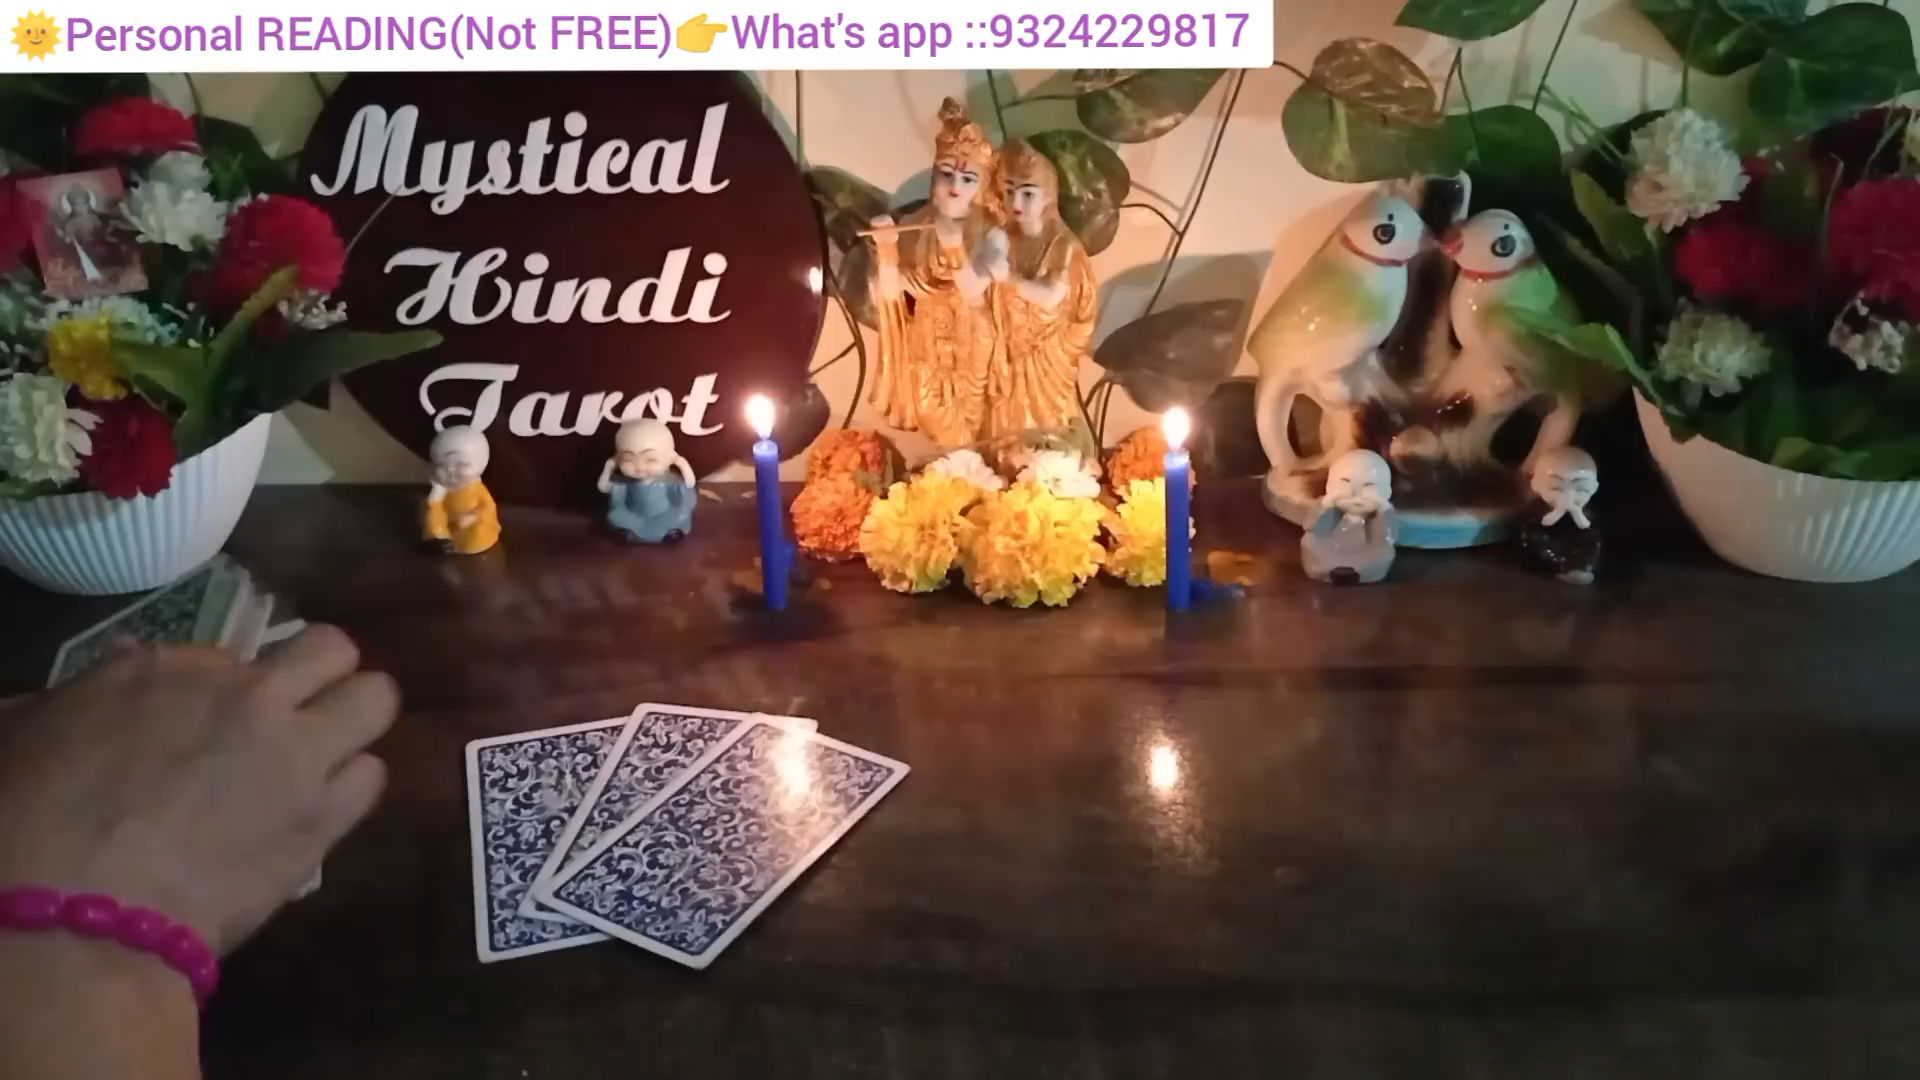 🌞Personal READING(Not FREE)👉What's app ::9324229817
Mystical
Hindi
Tarot